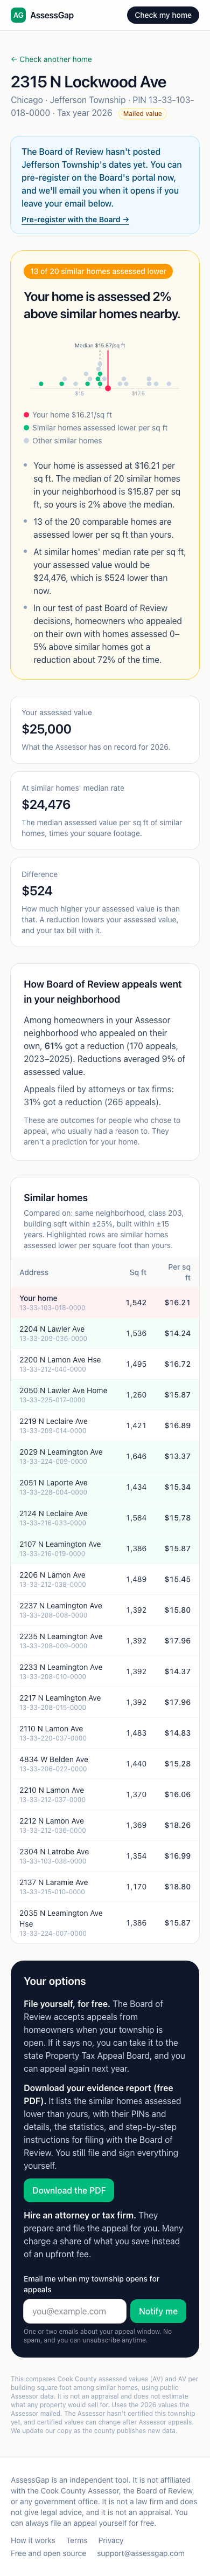 AG AssessGap
Check my home
← Check another home
2315 N Lockwood Ave
Chicago · Jefferson Township · PIN 13-33-103-
018-0000 · Tax year 2026 Mailed value
The Board of Review hasn't posted
Jefferson Township's dates yet. You can
pre-register on the Board's portal now,
and we'll email you when it opens if you
leave your email below.
Pre-register with the Board →
13 of 20 similar homes assessed lower
Your home is assessed 2%
above similar homes nearby.
Median $15.87/sq ft
$15
$17.5
Your home $16.21/sq ft
Similar homes assessed lower per sq ft
Other similar homes
Your home is assessed at $16.21 per
sq ft. The median of 20 similar homes
in your neighborhood is $15.87 per sq
ft, so yours is 2% above the median.
13 of the 20 comparable homes are
assessed lower per sq ft than yours.
At similar homes' median rate per sq ft,
your assessed value would be
$24,476, which is $524 lower than
now.
In our test of past Board of Review
decisions, homeowners who appealed
on their own with homes assessed 0–
5% above similar homes got a
reduction about 72% of the time.
Your assessed value
$25,000
What the Assessor has on record for 2026.
At similar homes' median rate
$24,476
The median assessed value per sq ft of similar
homes, times your square footage.
Difference
$524
How much higher your assessed value is than
that. A reduction lowers your assessed value,
and your tax bill with it.
How Board of Review appeals went
in your neighborhood
Among homeowners in your Assessor
neighborhood who appealed on their
own, 61% got a reduction (170 appeals,
2023–2025). Reductions averaged 9% of
assessed value.
Appeals filed by attorneys or tax firms:
31% got a reduction (265 appeals).
These are outcomes for people who chose to
appeal, who usually had a reason to. They
aren't a prediction for your home.
Similar homes
Compared on: same neighborhood, class 203,
building sqft within ±25%, built within ±15
years. Highlighted rows are similar homes
assessed lower per square foot than yours.
Address Sq ft Per sq
ft
Your home 1,542 $16.21
13-33-103-018-0000
2204 N Lawler Ave 1,536 $14.24
13-33-209-036-0000
2200 N Lamon Ave Hse 1,495 $16.72
13-33-212-040-0000
2050 N Lawler Ave Home 1,260 $15.87
13-33-225-017-0000
2219 N Leclaire Ave 1,421 $16.89
13-33-209-014-0000
2029 N Leamington Ave 1,646 $13.37
13-33-224-009-0000
2051 N Laporte Ave 1,434 $15.34
13-33-228-004-0000
2124 N Leclaire Ave 1,584 $15.78
13-33-216-033-0000
2107 N Leamington Ave 1,386 $15.87
13-33-216-019-0000
2206 N Lamon Ave 1,489 $15.45
13-33-212-038-0000
2237 N Leamington Ave 1,392 $15.80
13-33-208-008-0000
2235 N Leamington Ave 1,392 $17.96
13-33-208-009-0000
2233 N Leamington Ave 1,392 $14.37
13-33-208-010-0000
2217 N Leamington Ave 1,392 $17.96
13-33-208-015-0000
2110 N Lamon Ave 1,483 $14.83
13-33-220-037-0000
4834 W Belden Ave 1,440 $15.28
13-33-206-022-0000
2210 N Lamon Ave 1,370 $16.06
13-33-212-037-0000
2212 N Lamon Ave 1,369 $18.26
13-33-212-036-0000
2304 N Latrobe Ave 1,354 $16.99
13-33-103-038-0000
2137 N Laramie Ave 1,170 $18.80
13-33-215-010-0000
2035 N Leamington Ave
Hse 1,386 $15.87
13-33-224-007-0000
Your options
File yourself, for free. The Board of
Review accepts appeals from
homeowners when your township is
open. If it says no, you can take it to the
state Property Tax Appeal Board, and you
can appeal again next year.
Download your evidence report (free
PDF). It lists the similar homes assessed
lower than yours, with their PINs and
details, the statistics, and step-by-step
instructions for filing with the Board of
Review. You still file and sign everything
yourself.
Download the PDF
Hire an attorney or tax firm. They
prepare and file the appeal for you. Many
charge a share of what you save instead
of an upfront fee.
Email me when my township opens for
appeals
you@example.com
Notify me
One or two emails about your appeal window. No
spam, and you can unsubscribe anytime.
This compares Cook County assessed values (AV) and AV per
building square foot among similar homes, using public
Assessor data. It is not an appraisal and does not estimate
what any property would sell for. Uses the 2026 values the
Assessor mailed. The Assessor hasn't certified this township
yet, and certified values can change after Assessor appeals.
We update our copy as the county publishes new data.
AssessGap is an independent tool. It is not affiliated
with the Cook County Assessor, the Board of Review,
or any government office. It is not a law firm and does
not give legal advice, and it is not an appraisal. You
can always file an appeal yourself for free.
How it works Terms Privacy
Free and open source support@assessgap.com